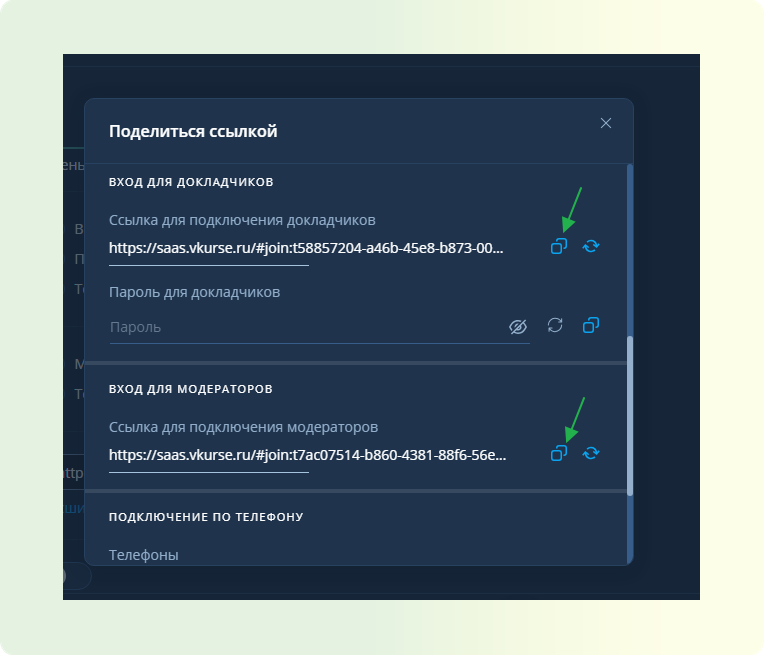 Поделиться ссылкой
ВХОД ДЛЯ ДОКЛАДЧИКОВ
Ссылка для подключения докладчиков
https://saas.vkurse.ru/#join:t58857204-a46b-45e8-b873-00...
Пароль для докладчиков
Пароль
ВХОД ДЛЯ МОДЕРАТОРОВ
Ссылка для подключения модераторов
https://saas.vkurse.ru/#join:t7ac07514-b860-4381-88f6-56e...
ПОДКЛЮЧЕНИЕ ПО ТЕЛЕФОНУ
Телефоны